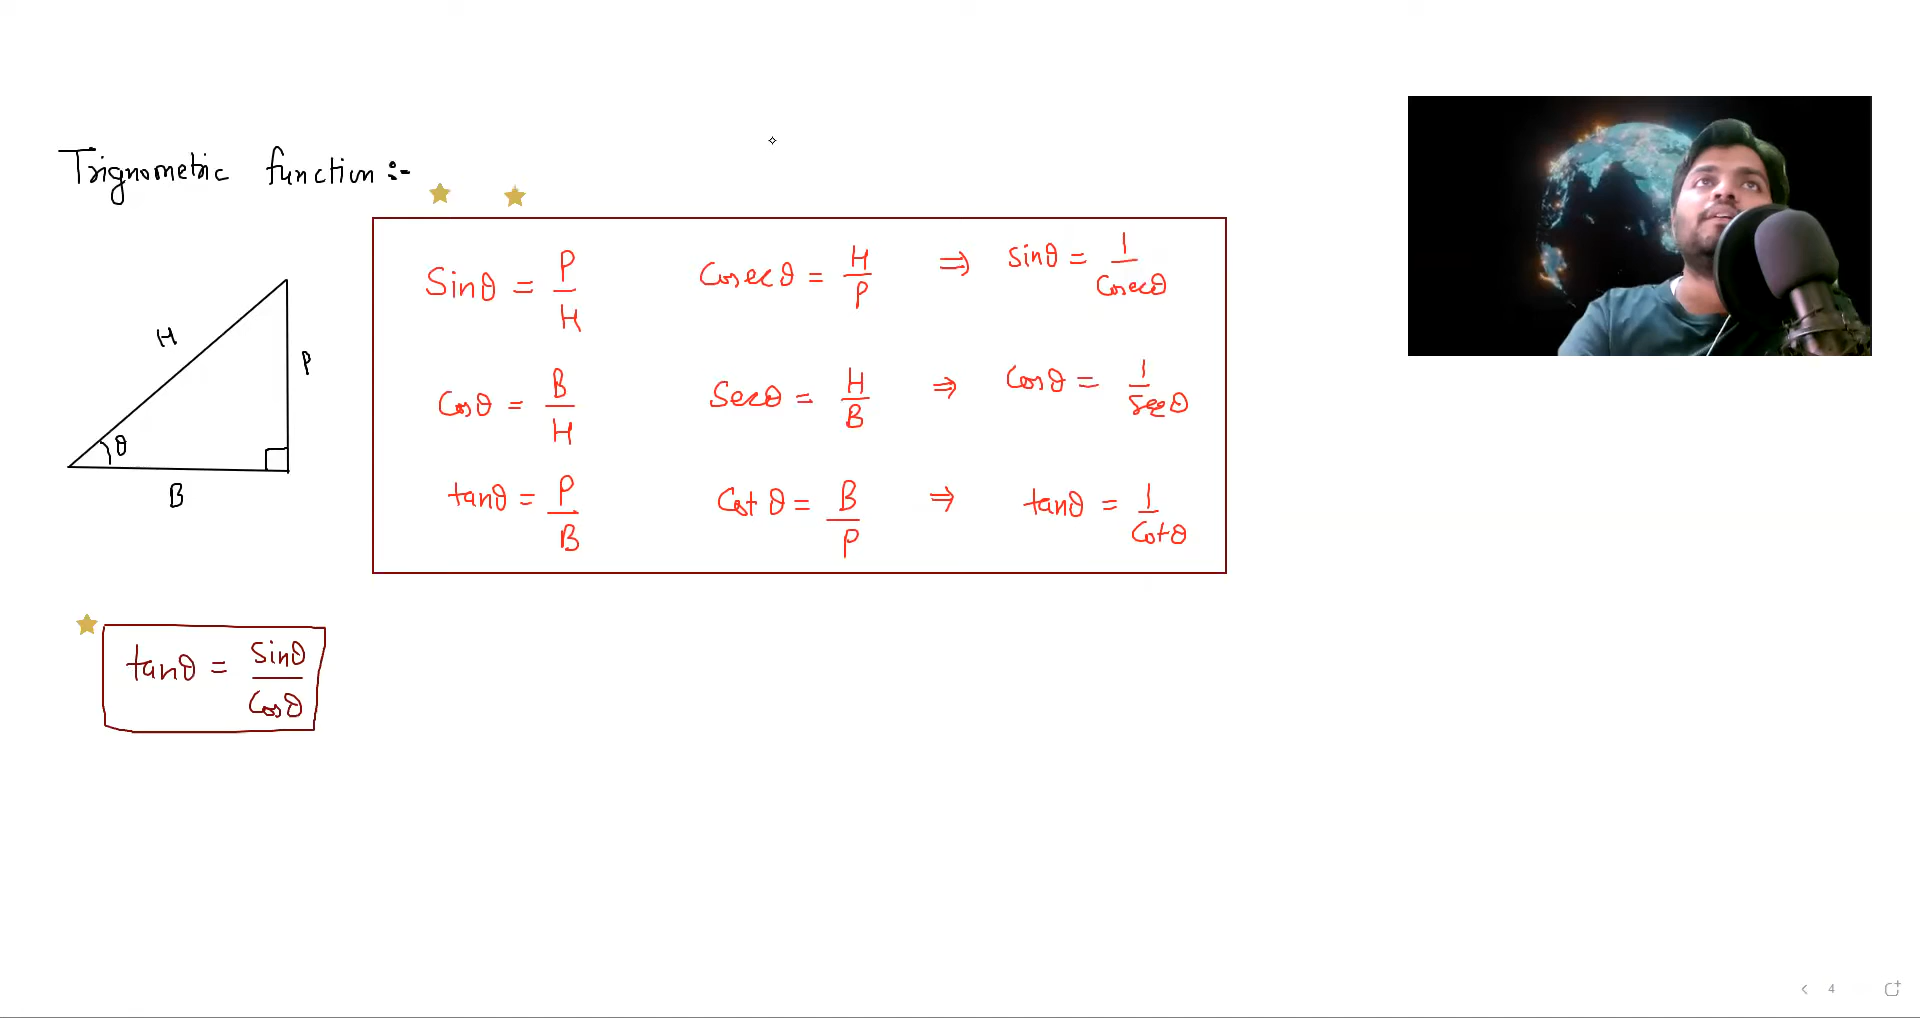 Trignometric function :-
H
P
θ
B
Sinθ = P/H    Cosecθ = H/P ⇒ sinθ = 1/Cosecθ
Cosθ = B/H    Secθ = H/B ⇒ Cosθ = 1/Secθ
tanθ = P/B    Cot θ = B/P ⇒ tanθ = 1/Cotθ
tanθ = sinθ/Cosθ
< 4